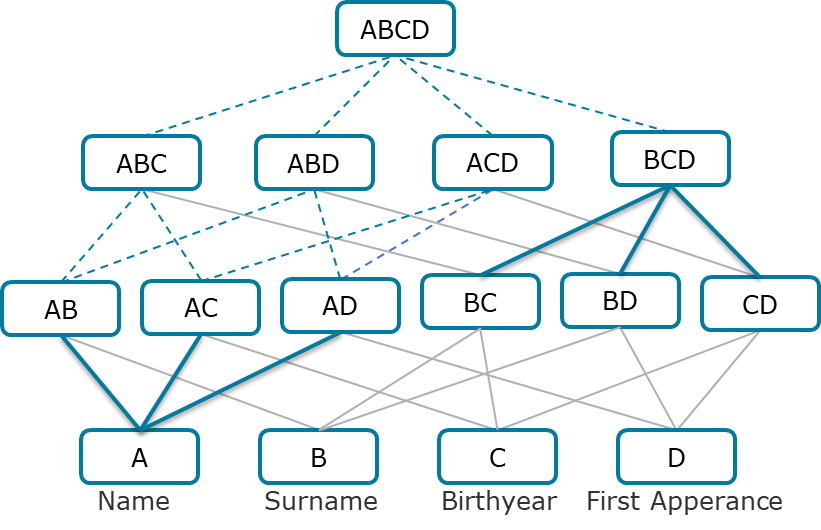 ABCD
ABC ABD ACD BCD
AB AC AD BC BD CD
A B C D
Name Surname Birthyear First Apperance